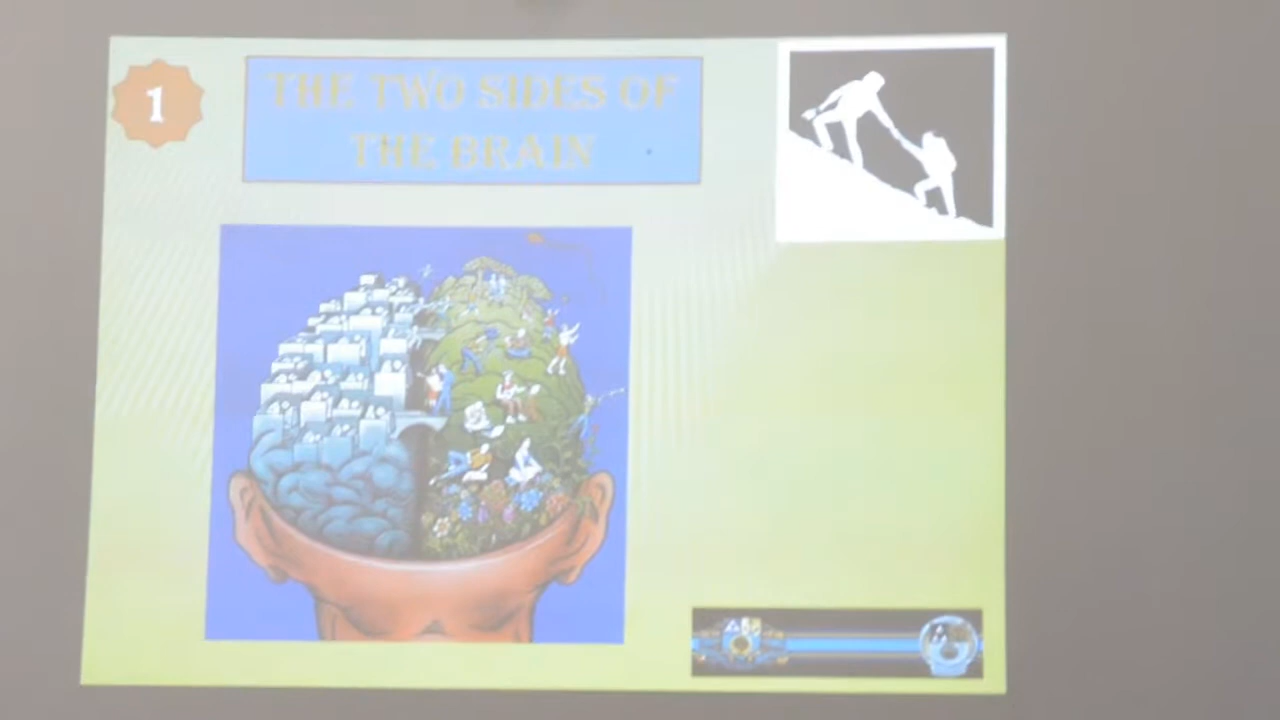 1
THE TWO SIDES OF
THE BRAIN